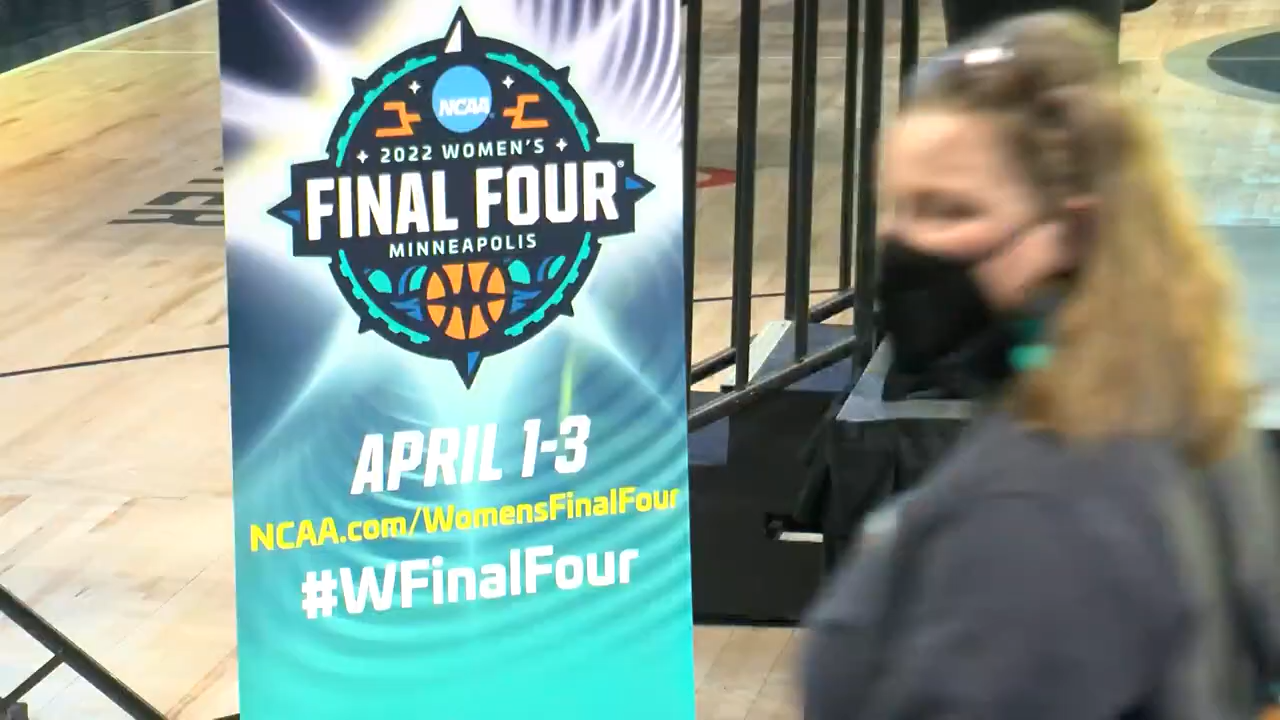 NCAA
2022 WOMEN'S
FINAL FOUR
MINNEAPOLIS
APRIL 1-3
NCAA.com/WomensFinalFour
#WFinalFour